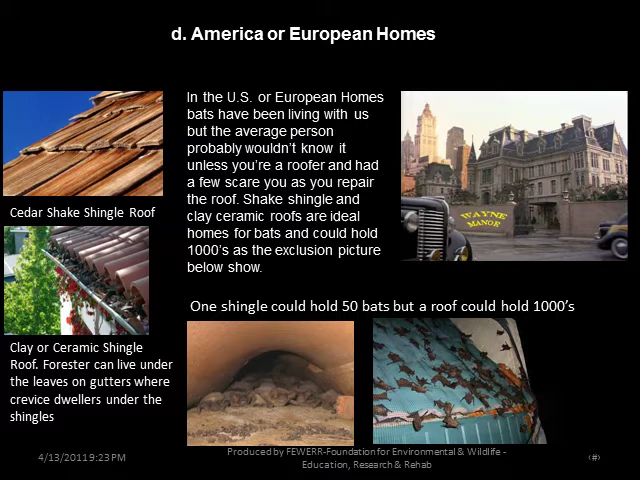 d. America or European Homes
In the U.S. or European Homes
bats have been living with us
but the average person
probably wouldn't know it
unless you're a roofer and had
a few scare you as you repair
the roof. Shake shingle and
clay ceramic roofs are ideal
homes for bats and could hold
1000's as the exclusion picture
below show.
WAYNE
MANOR
Cedar Shake Shingle Roof
One shingle could hold 50 bats but a roof could hold 1000's
Clay or Ceramic Shingle
Roof. Forester can live under
the leaves on gutters where
crevice dwellers under the
shingles
4/13/2011 9:23 PM
Produced by FEWERR-Foundation for Environmental & Wildlife -
Education, Research & Rehab
‹#›